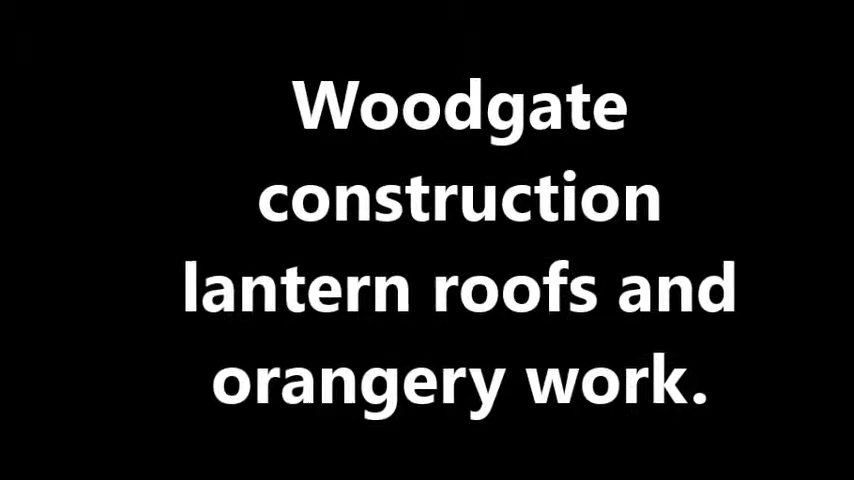 Woodgate
construction
lantern roofs and
orangery work.